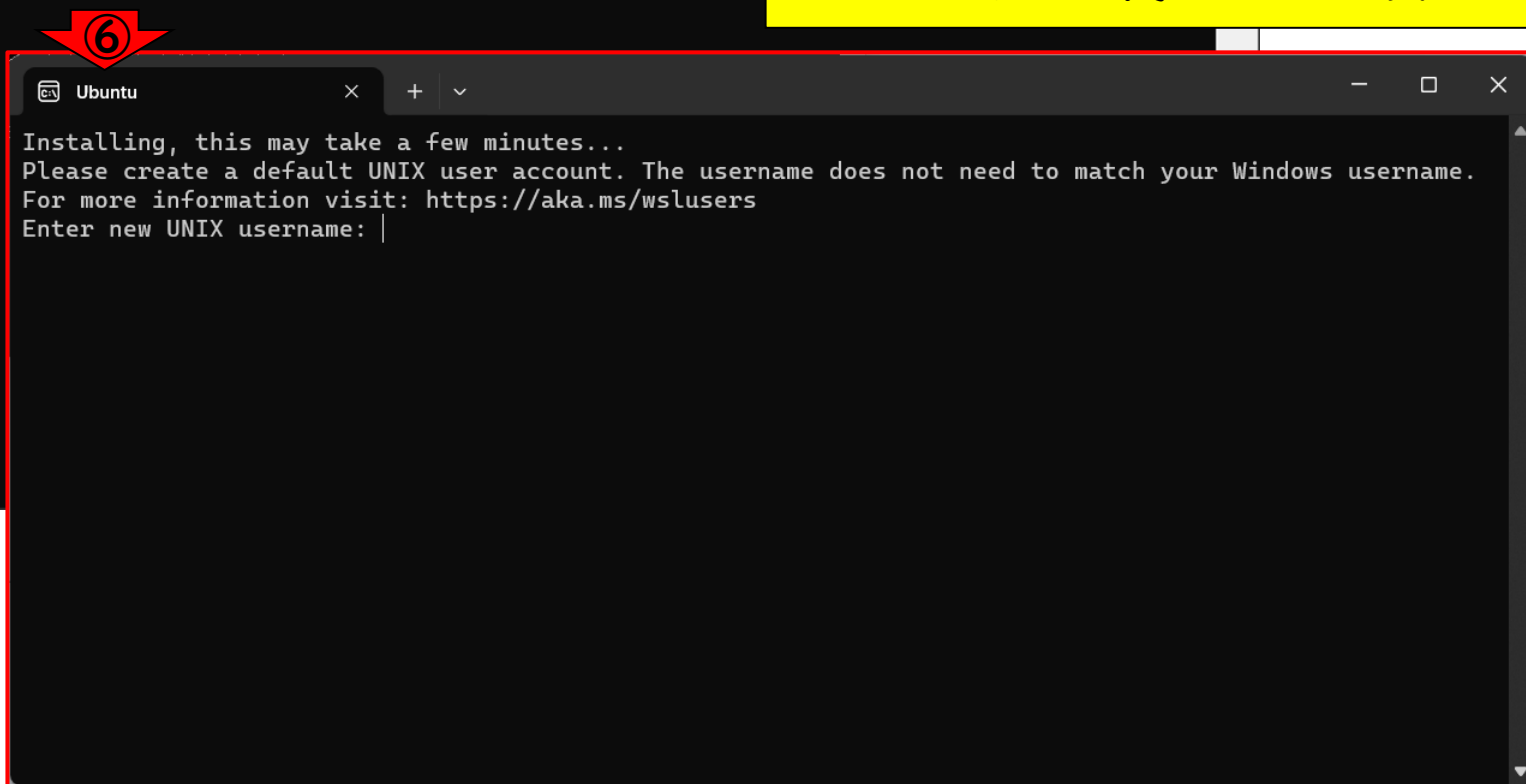 6
Ubuntu
Installing, this may take a few minutes...
Please create a default UNIX user account. The username does not need to match your Windows username.
For more information visit: https://aka.ms/wslusers
Enter new UNIX username: